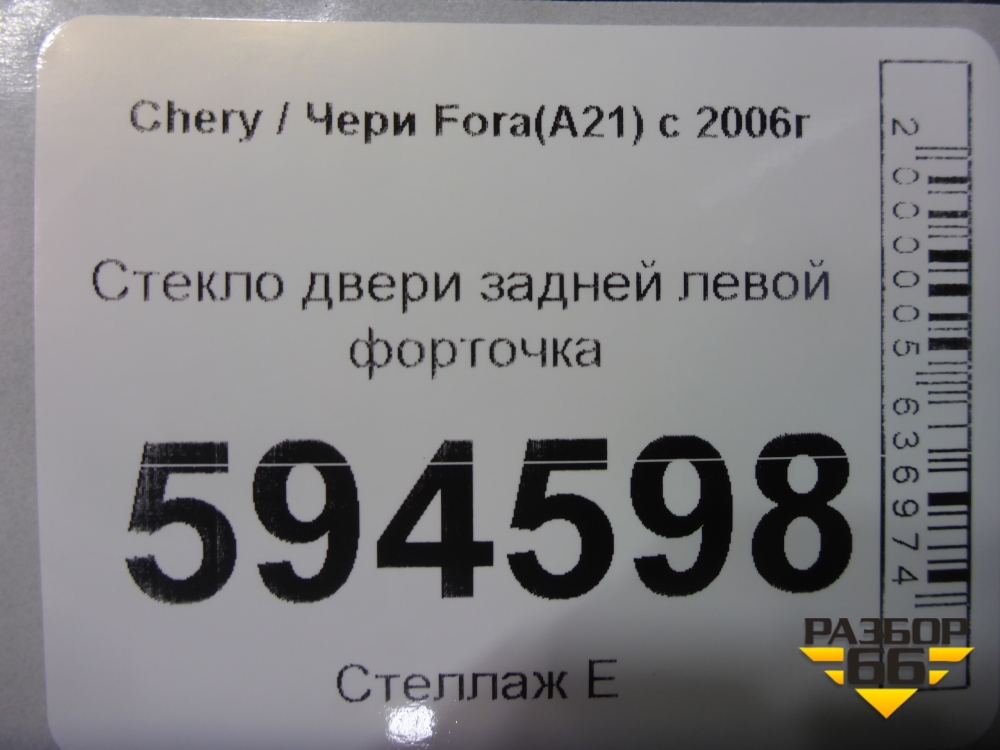 Chery / Чери Fora(A21) с 2006г
Стекло двери задней левой
форточка
594598
Стеллаж Е
2000005636974
РАЗБОР
66